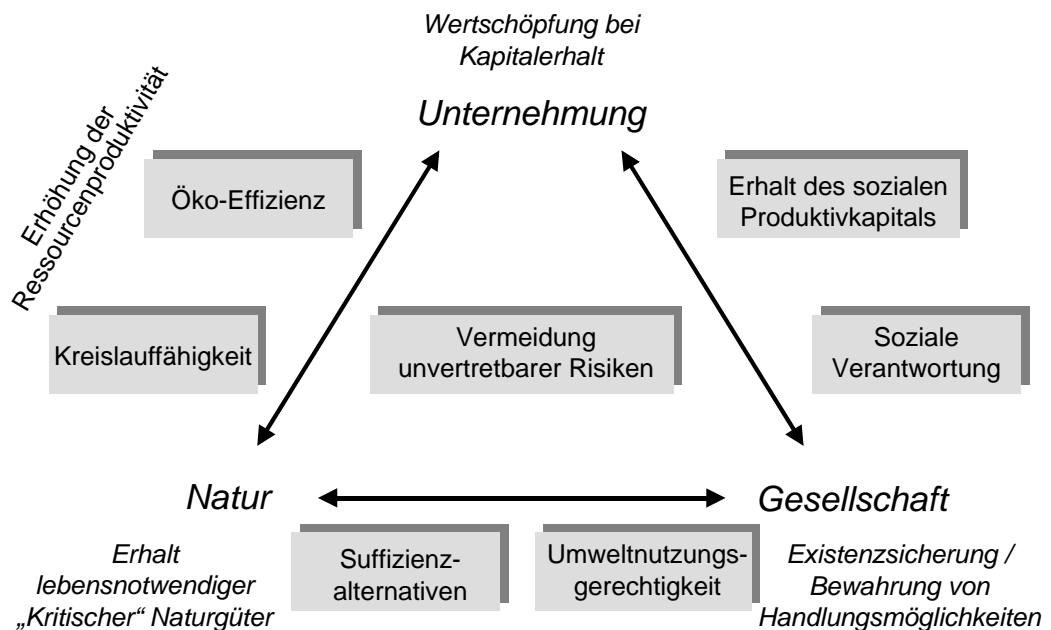 Wertschöpfung bei
Kapitalerhalt
Unternehmung
Erhöhung der
Ressourcenproduktivität
Öko-Effizienz
Erhalt des sozialen
Produktivkapitals
Kreislauffähigkeit
Vermeidung
unvertretbarer Risiken
Soziale
Verantwortung
Natur
Gesellschaft
Erhalt
lebensnotwendiger
„Kritischer“ Naturgüter
Suffizienz-
alternativen
Umweltnutzungs-
gerechtigkeit
Existenzsicherung /
Bewahrung von
Handlungsmöglichkeiten